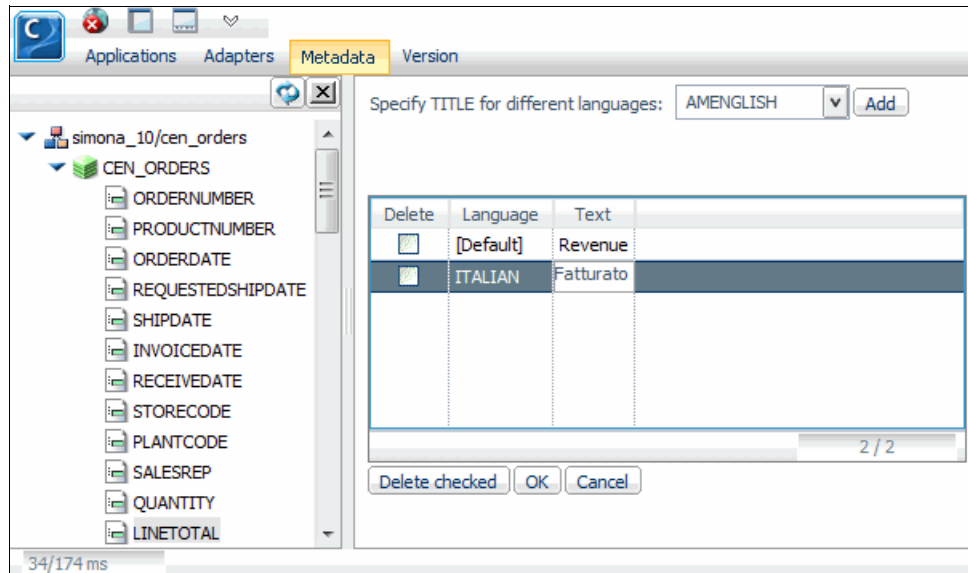 C
Applications Adapters Metadata Version
Specify TITLE for different languages: AMENGLISH Add
simona_10/cen_orders
CEN_ORDERS
ORDERNUMBER
PRODUCTNUMBER
ORDERDATE
REQUESTEDSHIPDATE
SHIPDATE
INVOICEDATE
RECEIVEDATE
STORECODE
PLANTCODE
SALESREP
QUANTITY
LINETOTAL
Delete Language Text
[Default] Revenue
ITALIAN Fatturato
2 / 2
Delete checked OK Cancel
34/174 ms